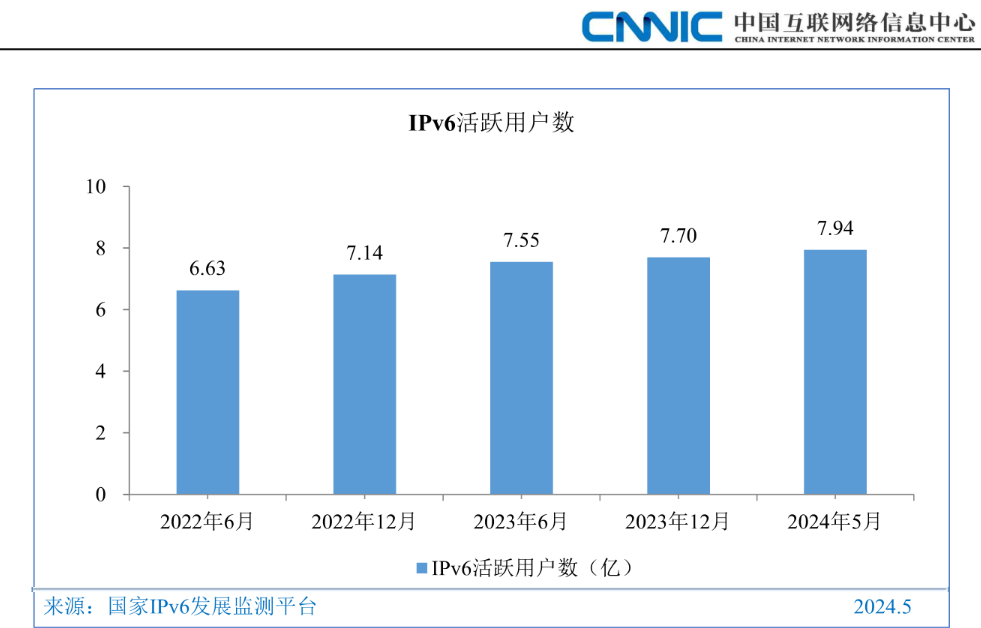 CNNIC 中国互联网络信息中心
CHINA INTERNET NETWORK INFORMATION CENTER
IPv6活跃用户数
10
8
6
4
2
0
6.63
7.14
7.55
7.70
7.94
2022年6月 2022年12月 2023年6月 2023年12月 2024年5月
IPv6活跃用户数（亿）
来源：国家IPv6发展监测平台 2024.5